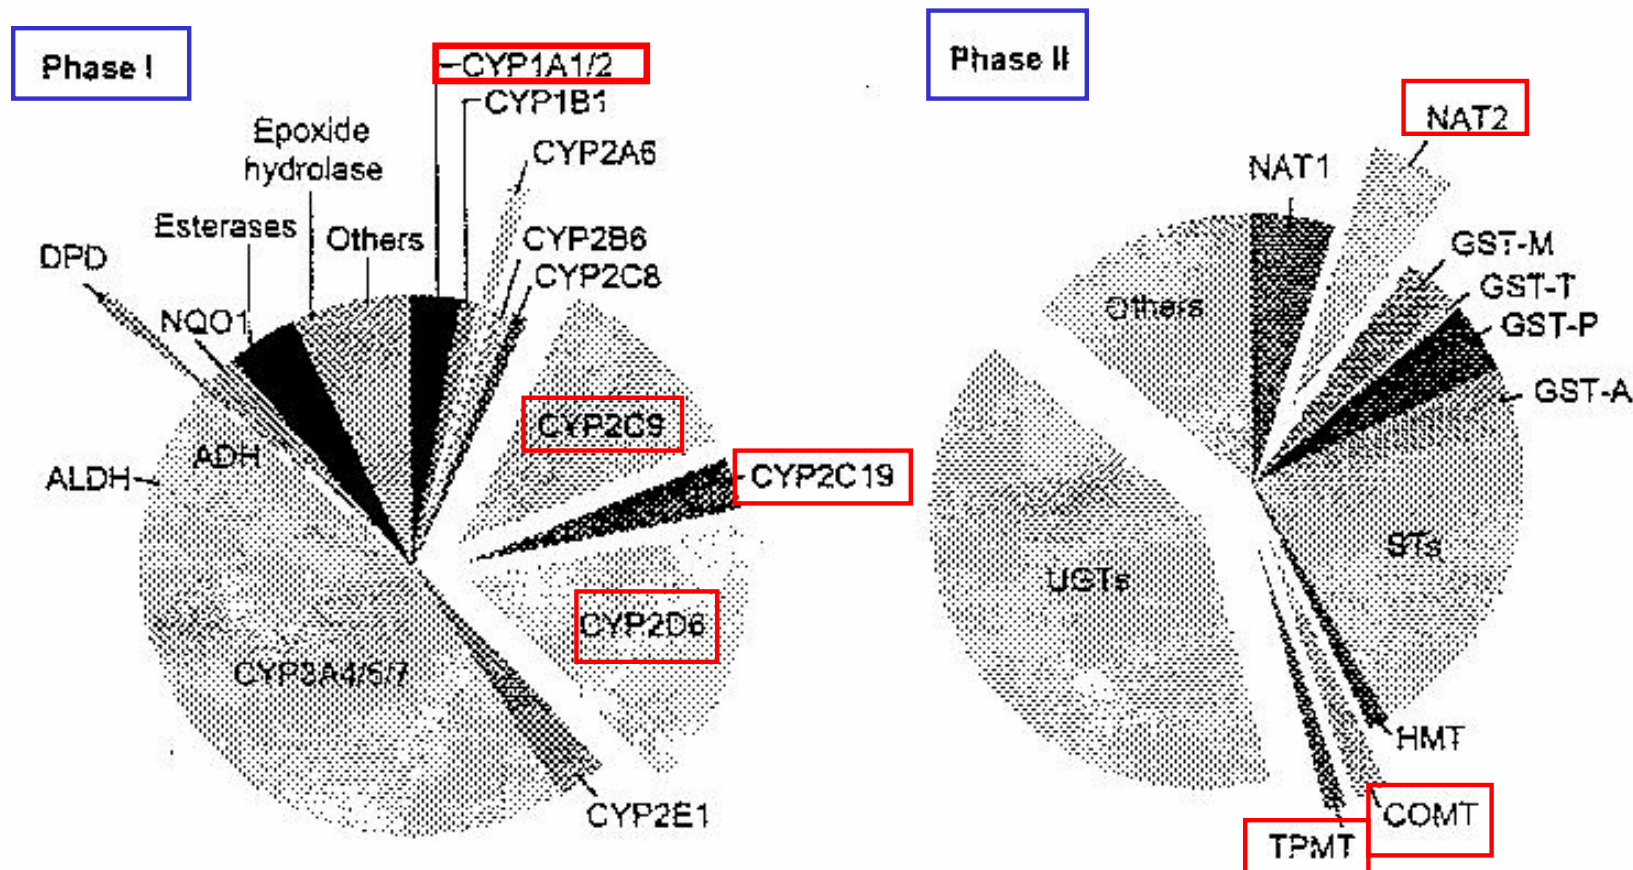 Phase I
CYP1A1/2
CYP1B1
Epoxide
hydrolase
CYP2A6
Esterases
Others
CYP2B6
DPD
CYP2C8
NQO1
CYP2C9
ADH
ALDH
CYP2C19
CYP2D6
CYP3A4/5/7
CYP2E1
Phase II
NAT2
NAT1
GST-M
GST-T
Others
GST-P
GST-A
STs
UGTs
HMT
COMT
TPMT